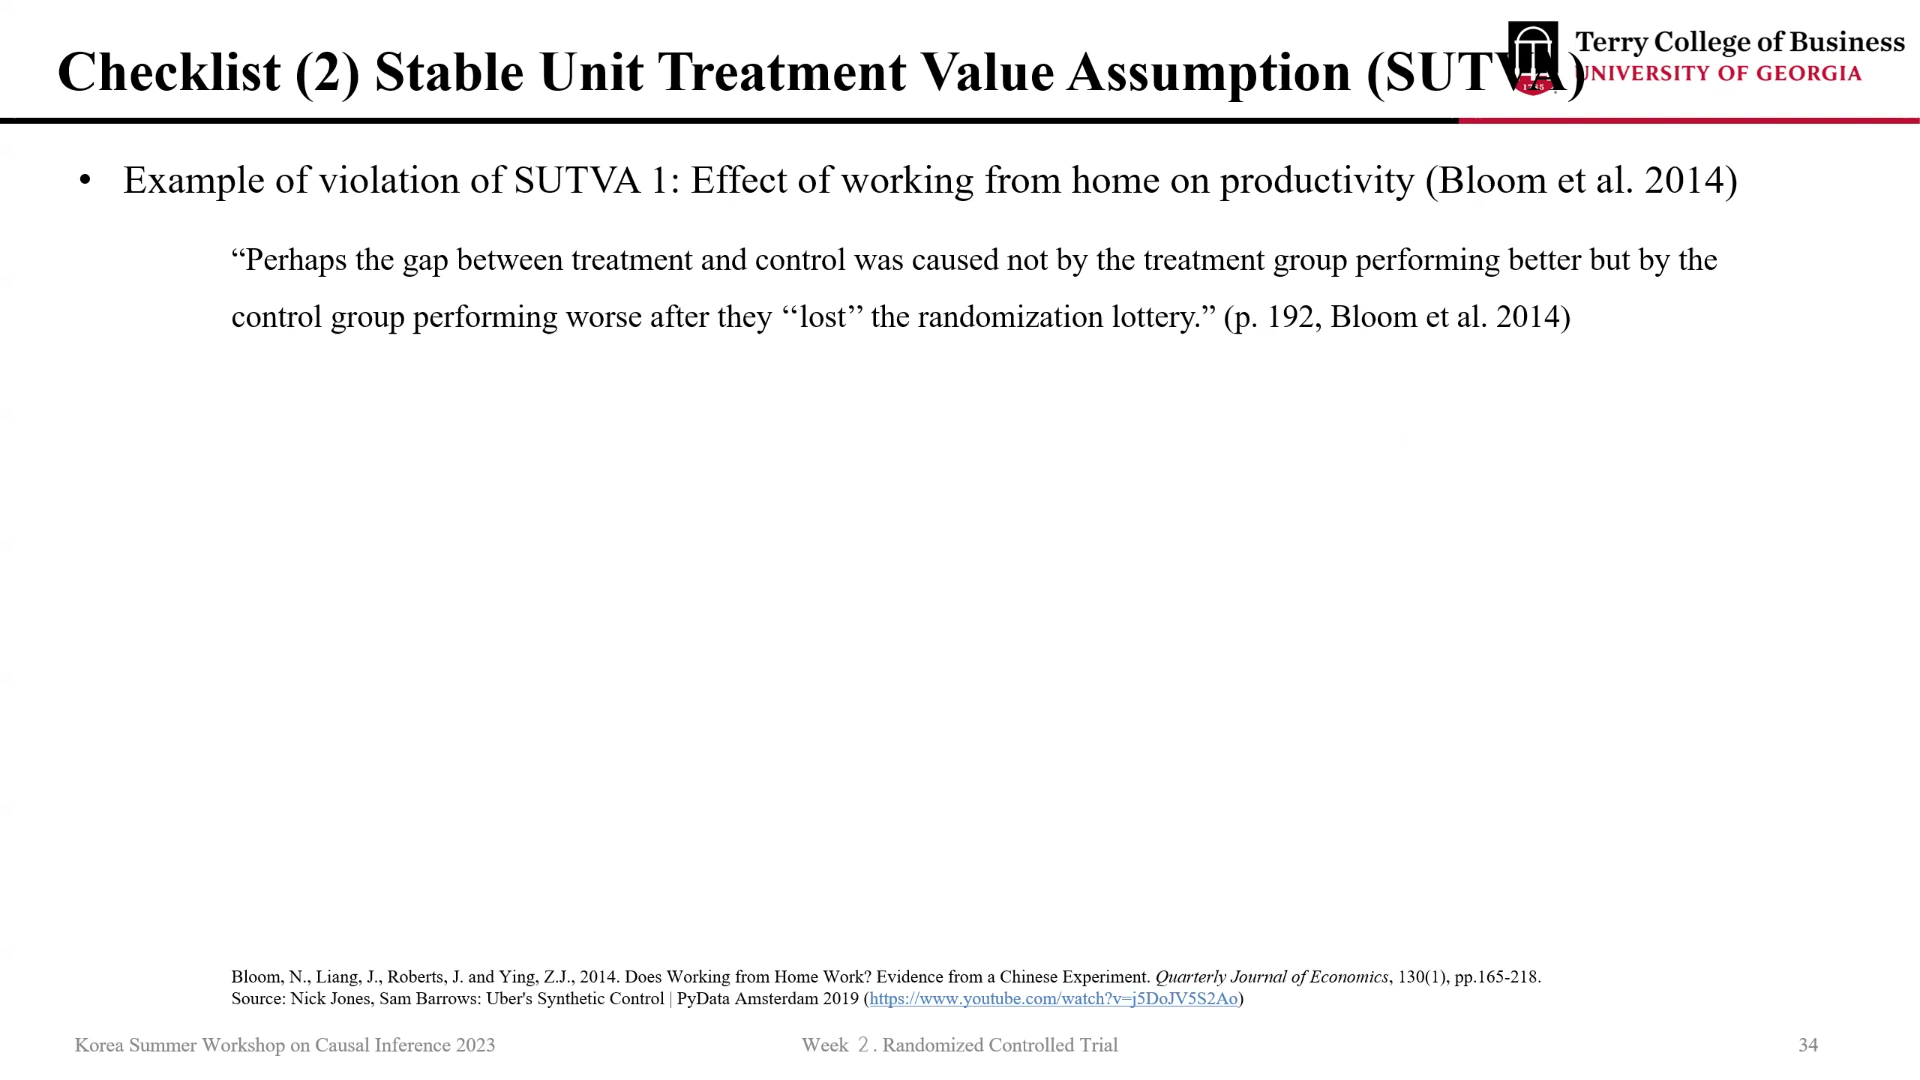 Checklist (2) Stable Unit Treatment Value Assumption (SUTVA)
Terry College of Business
UNIVERSITY OF GEORGIA
• Example of violation of SUTVA 1: Effect of working from home on productivity (Bloom et al. 2014)
“Perhaps the gap between treatment and control was caused not by the treatment group performing better but by the
control group performing worse after they ‘‘lost’’ the randomization lottery.” (p. 192, Bloom et al. 2014)
Bloom, N., Liang, J., Roberts, J. and Ying, Z.J., 2014. Does Working from Home Work? Evidence from a Chinese Experiment. Quarterly Journal of Economics, 130(1), pp.165-218.
Source: Nick Jones, Sam Barrows: Uber's Synthetic Control | PyData Amsterdam 2019 (https://www.youtube.com/watch?v=j5DoJV5S2Ao)
Korea Summer Workshop on Causal Inference 2023
Week 2. Randomized Controlled Trial
34